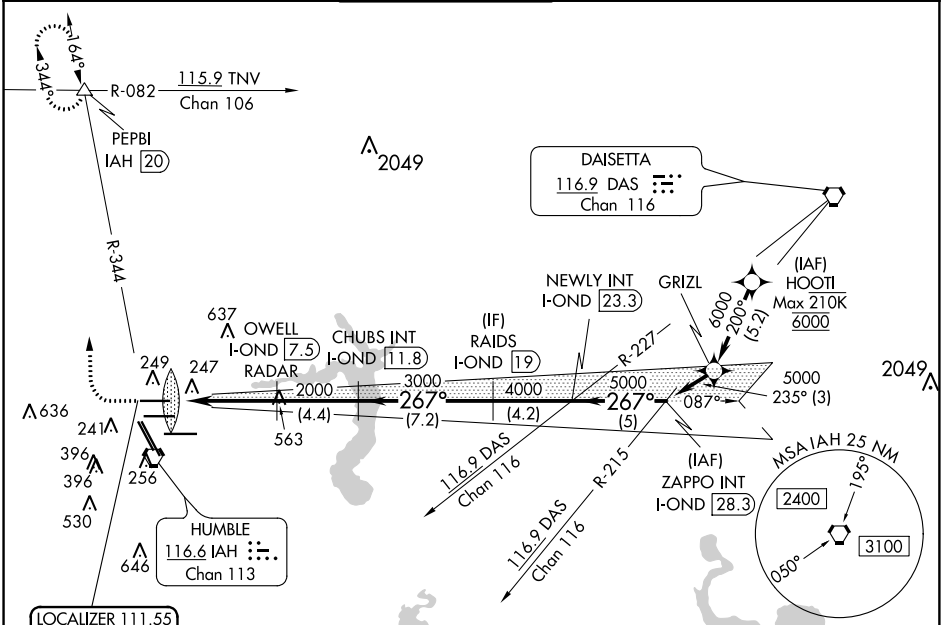 164°
344°
R-082
115.9 TNV
Chan 106
PEPBI
IAH 20
R-344
2049
DAISETTA
116.9 DAS
Chan 116
(IAF)
HOOTI
Max 210K
6000
6000
200°
(5.2)
NEWLY INT
I-OND 23.3
GRIZL
(IF)
RAIDS
I-OND 19
637
OWELL
I-OND 7.5
RADAR
CHUBS INT
I-OND 11.8
R-227
249
247
2000
3000
4000
5000
5000
2049
267°
267°
087°
235° (3)
(4.4)
(7.2)
(4.2)
(5)
636
241
563
396
396
256
530
646
116.9 DAS
Chan 116
R-215
116.9 DAS
Chan 116
(IAF)
ZAPPO INT
I-OND 28.3
MSA IAH 25 NM
195°
2400
3100
050°
HUMBLE
116.6 IAH
Chan 113
LOCALIZER 111.55